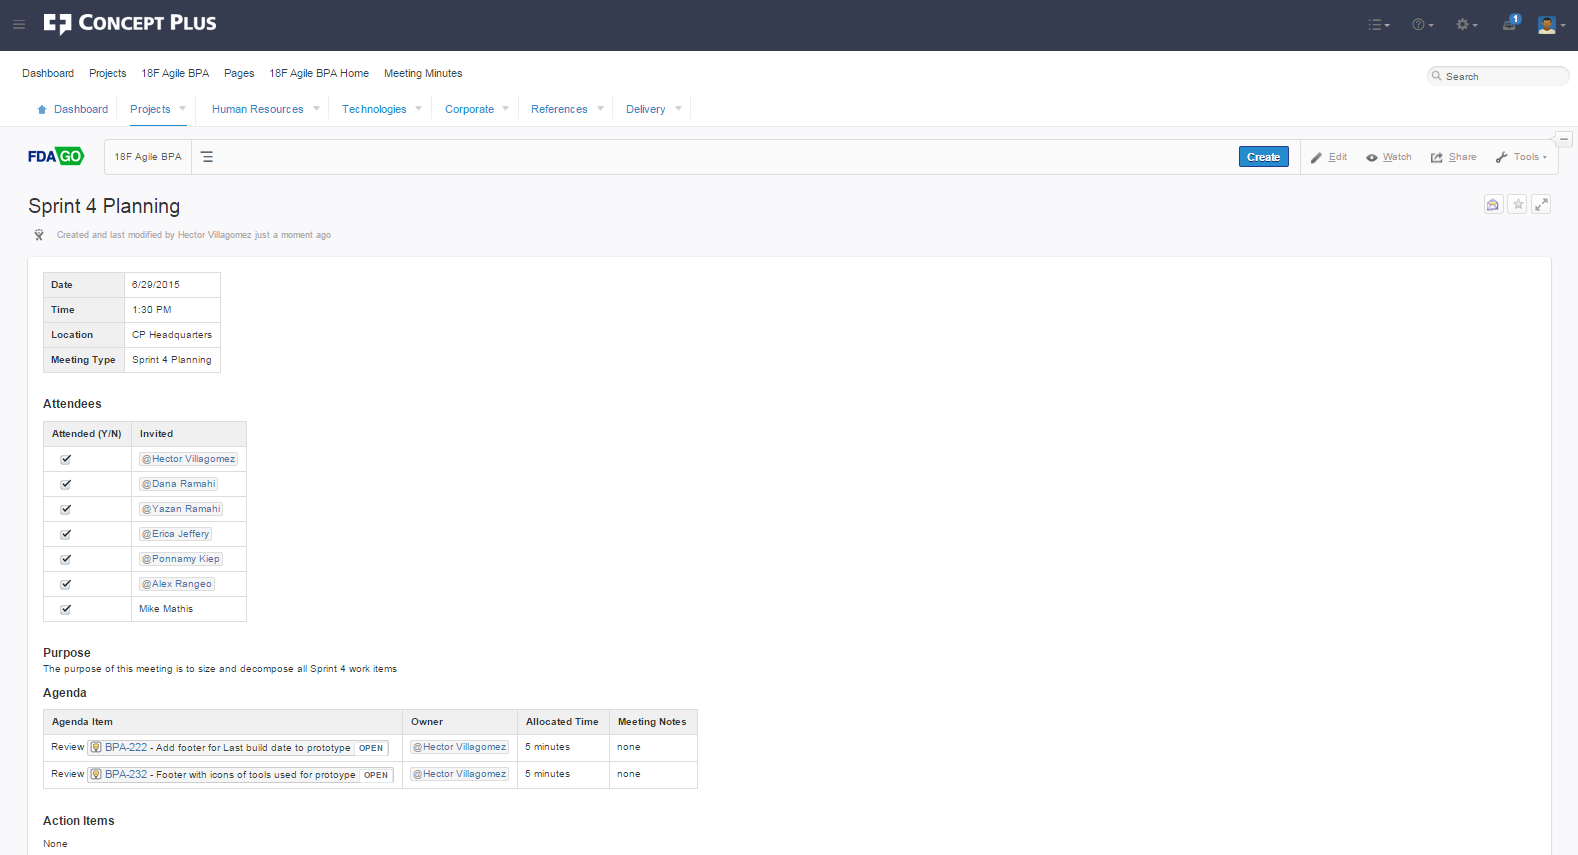 CONCEPT PLUS
1
Dashboard Projects 18F Agile BPA Pages 18F Agile BPA Home Meeting Minutes
Search
Dashboard Projects Human Resources Technologies Corporate References Delivery
FDA GO 18F Agile BPA Create Edit Watch Share Tools
Sprint 4 Planning
Created and last modified by Hector Villagomez just a moment ago
Date 6/29/2015
Time 1:30 PM
Location CP Headquarters
Meeting Type Sprint 4 Planning
Attendees
Attended (Y/N) Invited
@Hector Villagomez
@Dana Ramahi
@Yazan Ramahi
@Erica Jeffery
@Ponnamy Kiep
@Alex Rangeo
Mike Mathis
Purpose
The purpose of this meeting is to size and decompose all Sprint 4 work items
Agenda
Agenda Item Owner Allocated Time Meeting Notes
Review BPA-222 - Add footer for Last build date to prototype OPEN @Hector Villagomez 5 minutes none
Review BPA-232 - Footer with icons of tools used for protoype OPEN @Hector Villagomez 5 minutes none
Action Items
None